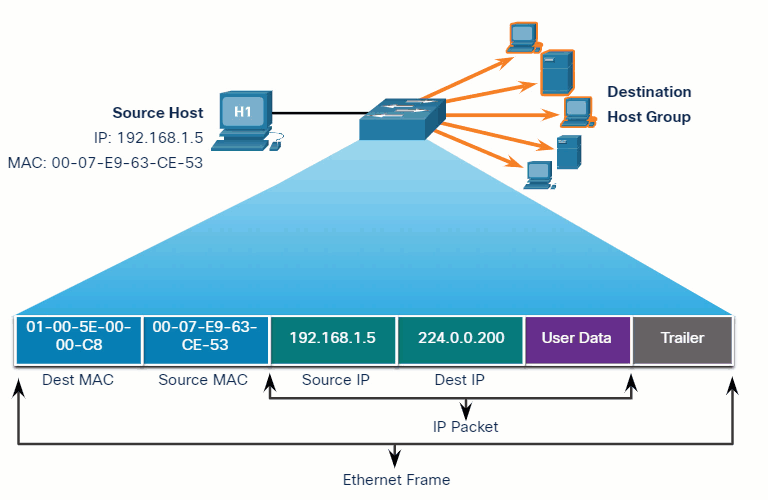 H1
Source Host
IP: 192.168.1.5
MAC: 00-07-E9-63-CE-53
Destination
Host Group
01-00-5E-00-
00-C8
00-07-E9-63-
CE-53
192.168.1.5
224.0.0.200
User Data
Trailer
Dest MAC
Source MAC
Source IP
Dest IP
IP Packet
Ethernet Frame